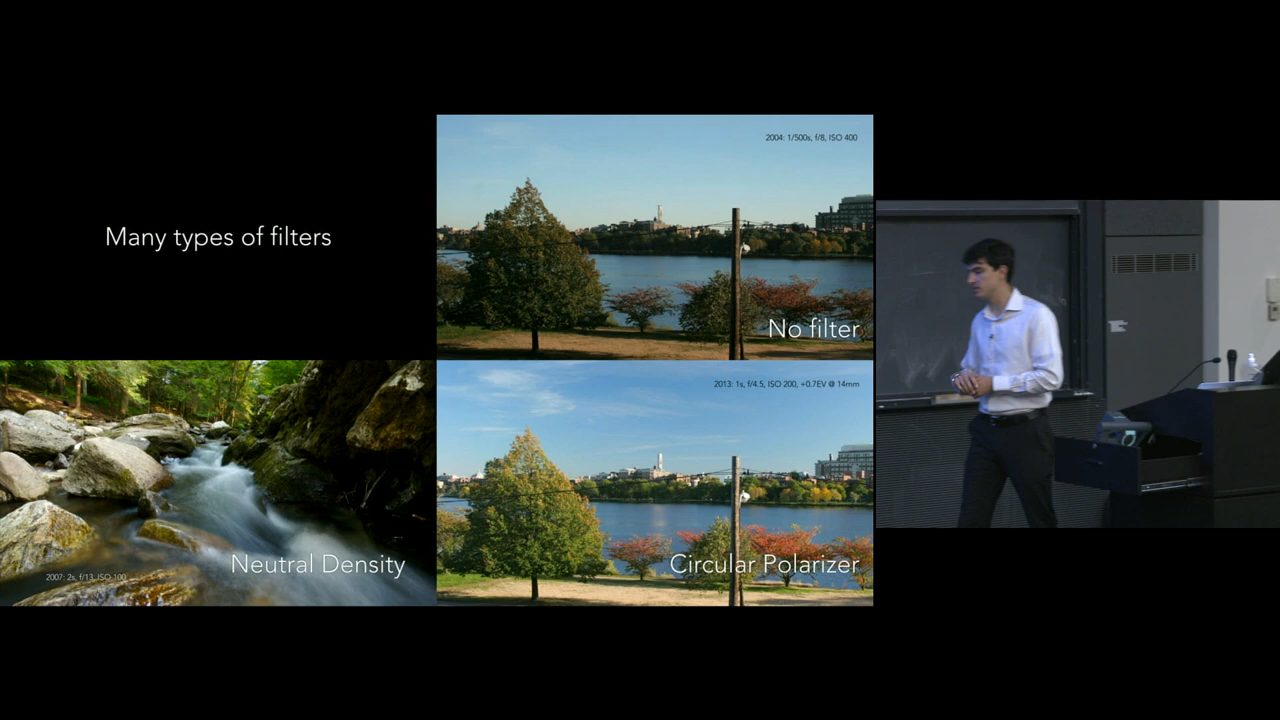 Many types of filters
2004: 1/500s, f/8, ISO 400
No filter
Neutral Density
2007: 2s, f/13, ISO 100
2013: 1s, f/4.5, ISO 200, +0.7EV @ 14mm
Circular Polarizer